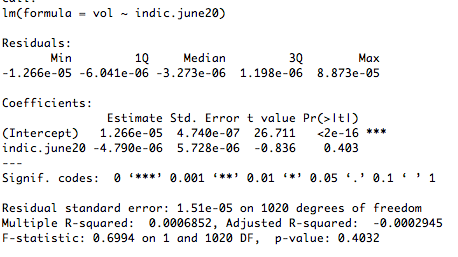 lm(formula = vol ~ indic.june20)
Residuals:
Min 1Q Median 3Q Max
-1.266e-05 -6.041e-06 -3.273e-06 1.198e-06 8.873e-05
Coefficients:
Estimate Std. Error t value Pr(>|t|)
(Intercept) 1.266e-05 4.740e-07 26.711 <2e-16 ***
indic.june20 -4.790e-06 5.728e-06 -0.836 0.403
---
Signif. codes: 0 ‘***’ 0.001 ‘**’ 0.01 ‘*’ 0.05 ‘.’ 0.1 ‘ ’ 1
Residual standard error: 1.51e-05 on 1020 degrees of freedom
Multiple R-squared: 0.0006852, Adjusted R-squared: -0.0002945
F-statistic: 0.6994 on 1 and 1020 DF, p-value: 0.4032